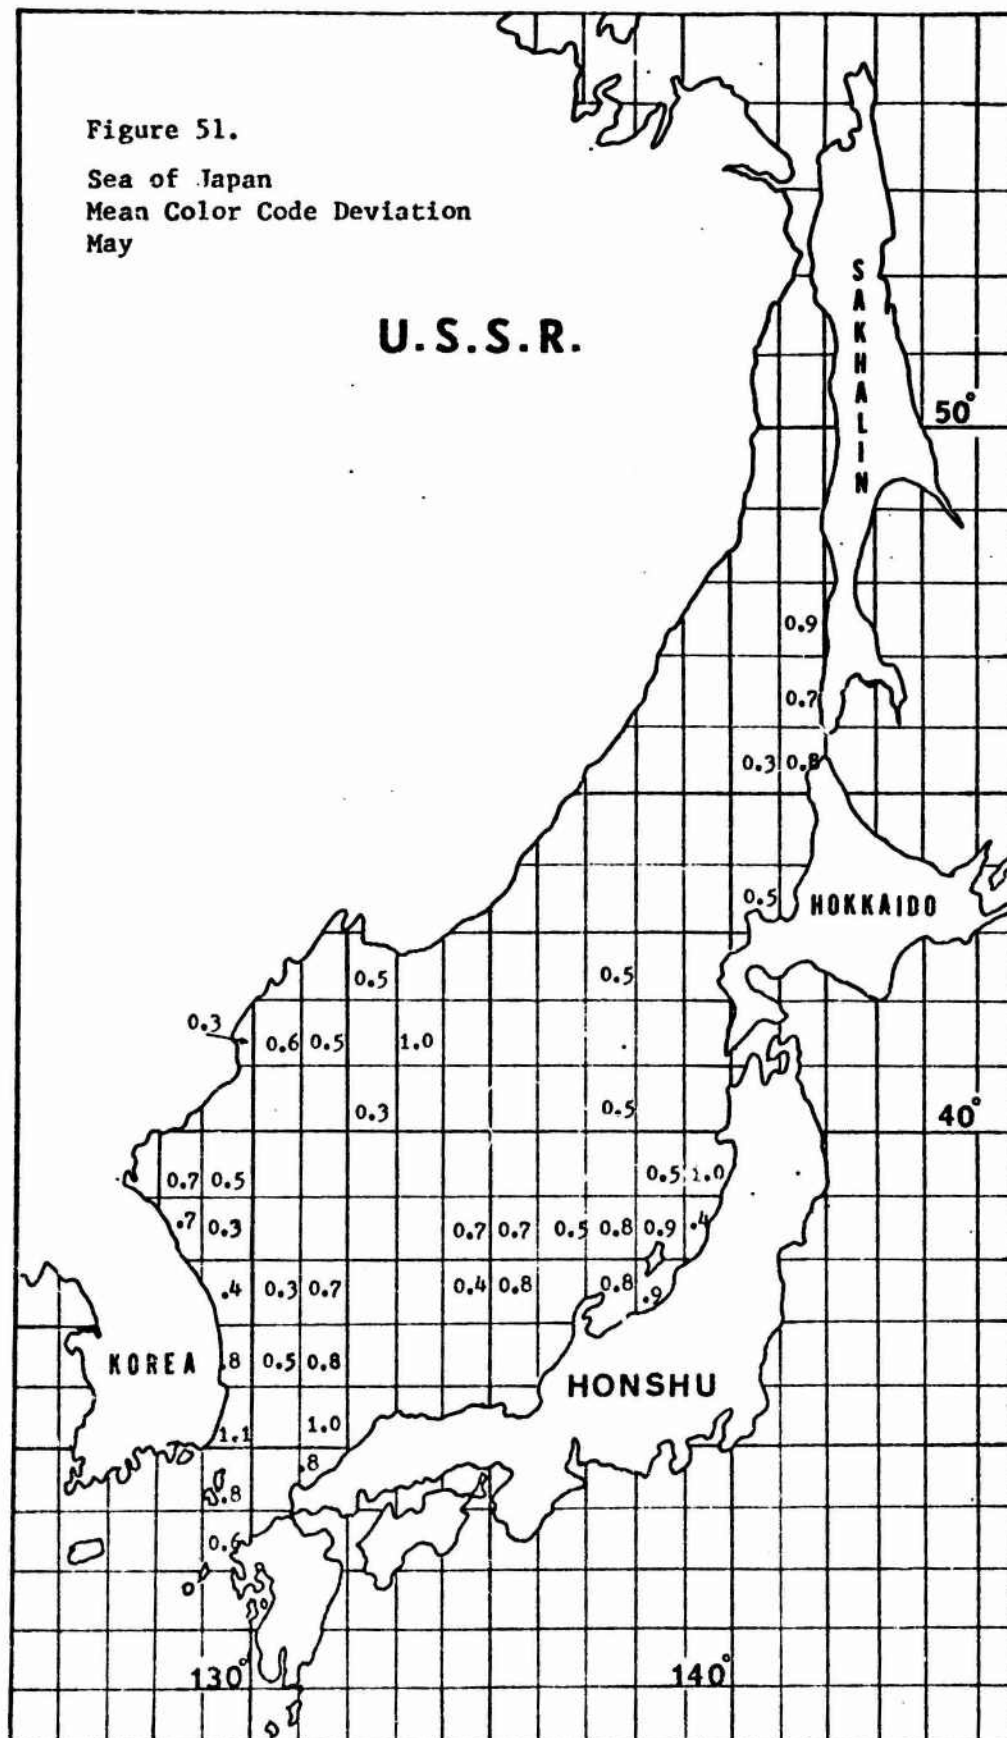 Figure 51.
Sea of Japan
Mean Color Code Deviation
May
U.S.S.R.
SAKHALIN
50°
0.9
0.7
0.3 0.8
0.5 HOKKAIDO
0.5 0.5
0.3 0.6 0.5 1.0
0.3 0.5 40°
0.7 0.5 0.5 1.0
.7 0.3 0.7 0.7 0.5 0.8 0.9 .4
.4 0.3 0.7 0.4 0.8 0.8 .9
KOREA .8 0.5 0.8
HONSHU
1.1 1.0
.8
.8
0.6
130° 140°